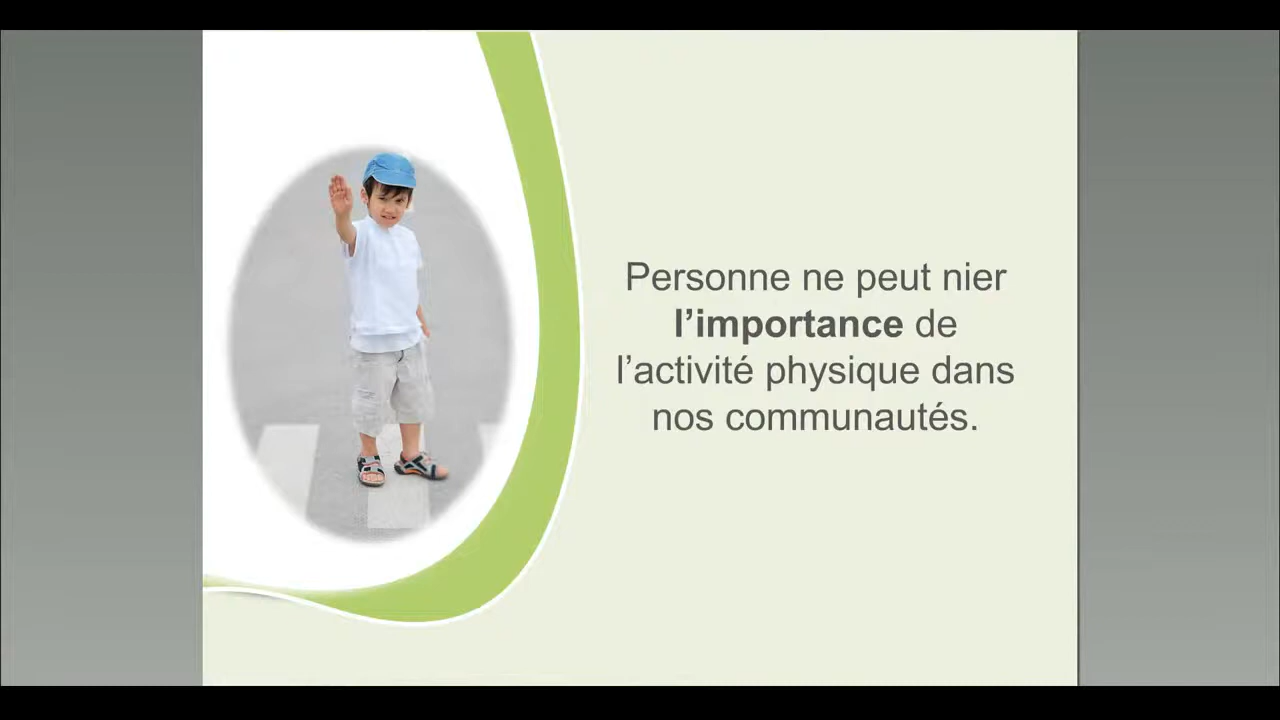 Personne ne peut nier
l’importance de
l’activité physique dans
nos communautés.